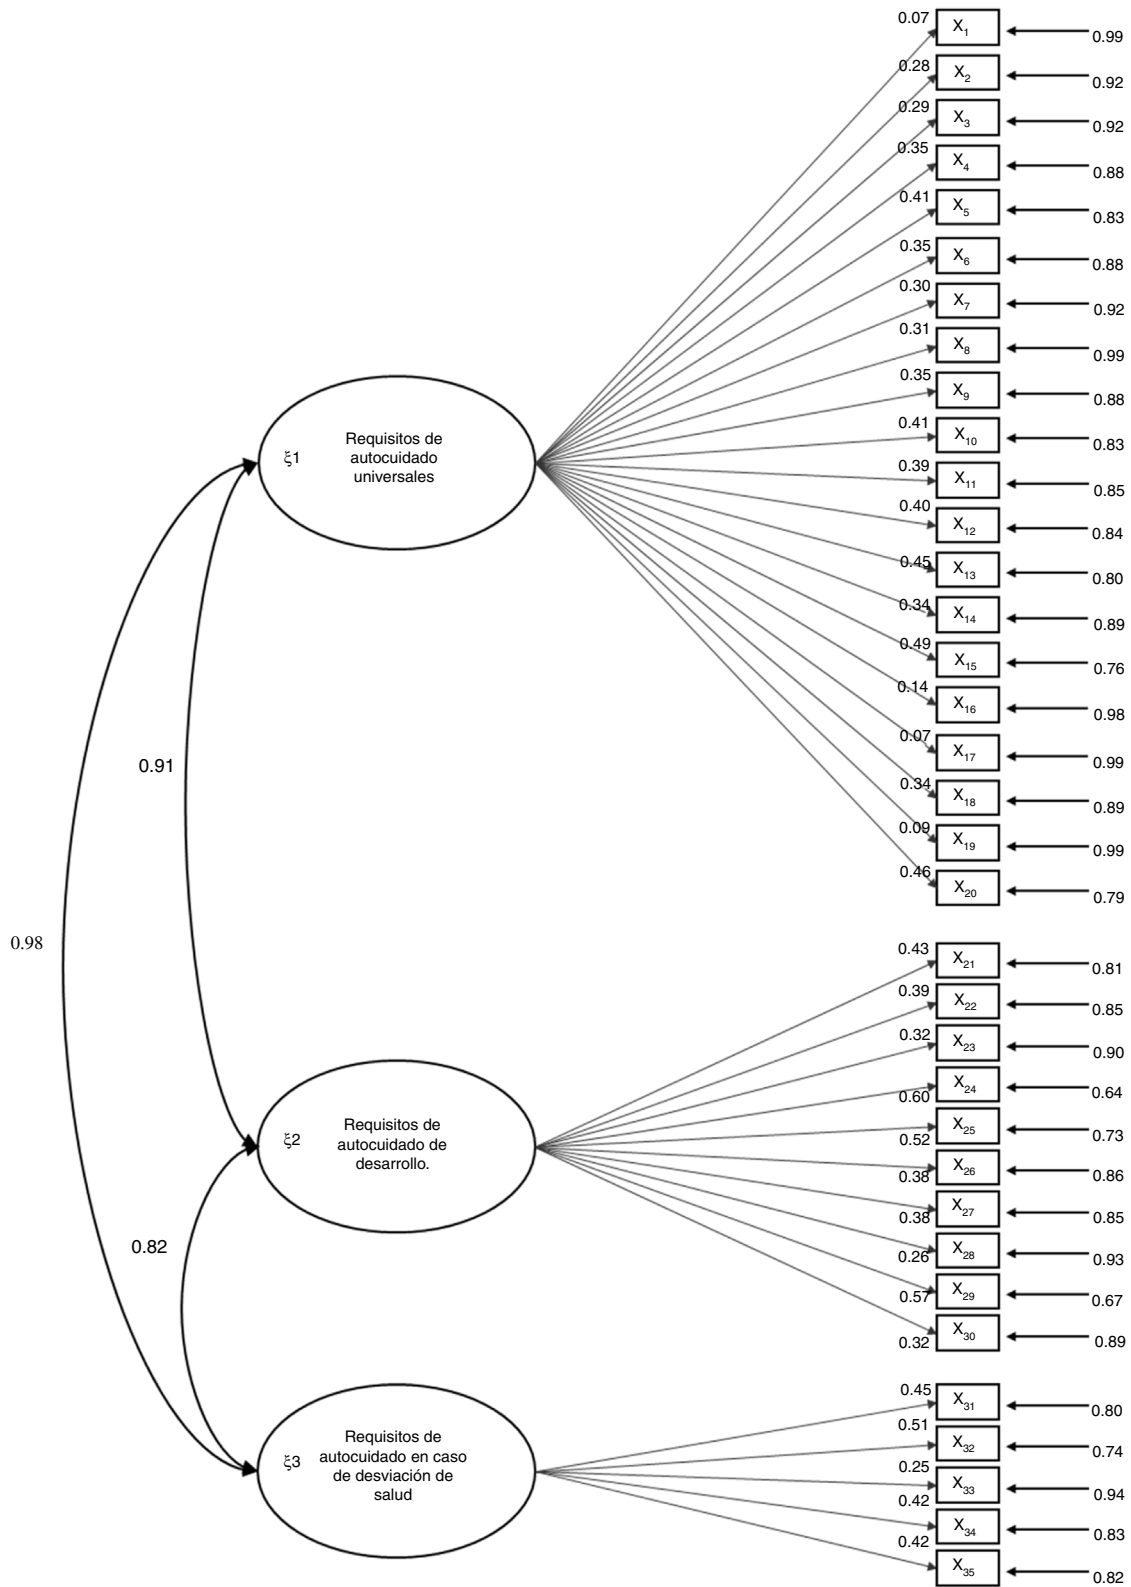 0.07 X1 0.99
0.28 X2 0.92
0.29 X3 0.92
0.35 X4 0.88
0.41 X5 0.83
0.35 X6 0.88
0.30 X7 0.92
0.31 X8 0.99
0.35 X9 0.88
0.41 X10 0.83
0.39 X11 0.85
0.40 X12 0.84
0.45 X13 0.80
0.34 X14 0.89
0.49 X15 0.76
0.14 X16 0.98
0.07 X17 0.99
0.34 X18 0.89
0.09 X19 0.99
0.46 X20 0.79
ξ1
Requisitos de
autocuidado
universales
0.91
0.98
0.43 X21 0.81
0.39 X22 0.85
0.32 X23 0.90
0.60 X24 0.64
0.52 X25 0.73
0.38 X26 0.86
0.38 X27 0.85
0.26 X28 0.93
0.57 X29 0.67
0.32 X30 0.89
ξ2
Requisitos de
autocuidado de
desarrollo.
0.82
0.45 X31 0.80
0.51 X32 0.74
0.25 X33 0.94
0.42 X34 0.83
0.42 X35 0.82
ξ3
Requisitos de
autocuidado en caso
de desviación de
salud